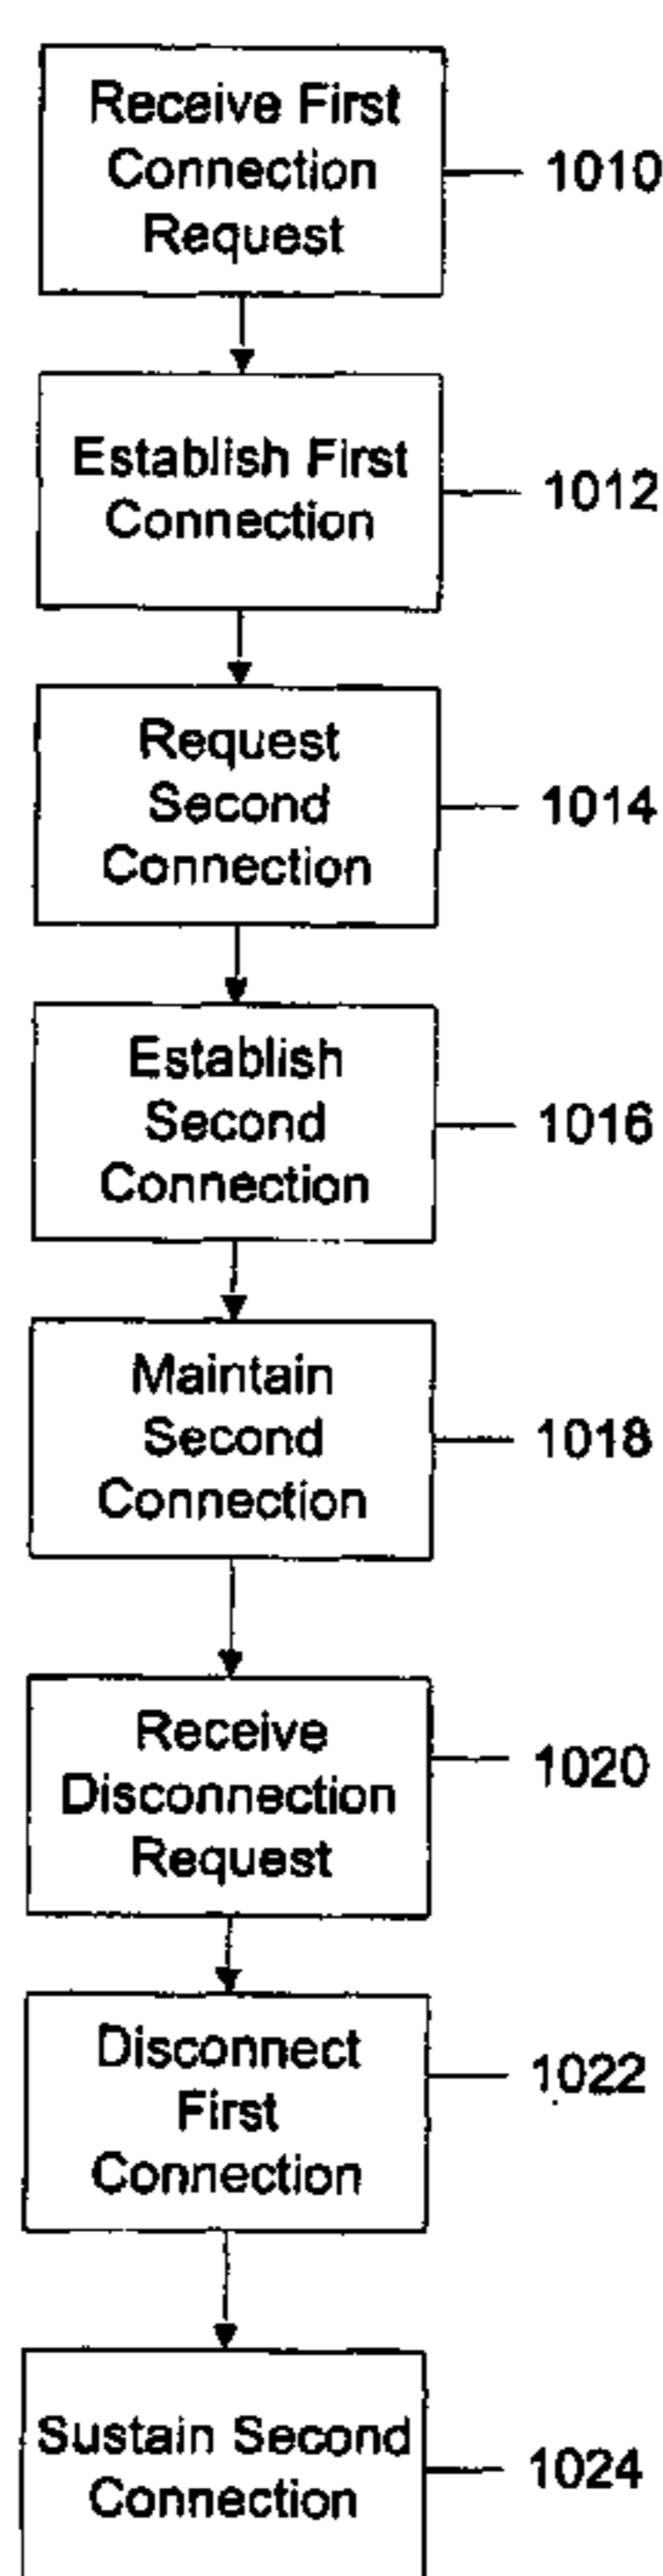 Receive First
Connection
Request
1010
Establish First
Connection
1012
Request
Second
Connection
1014
Establish
Second
Connection
1016
Maintain
Second
Connection
1018
Receive
Disconnection
Request
1020
Disconnect
First
Connection
1022
Sustain Second
Connection
1024